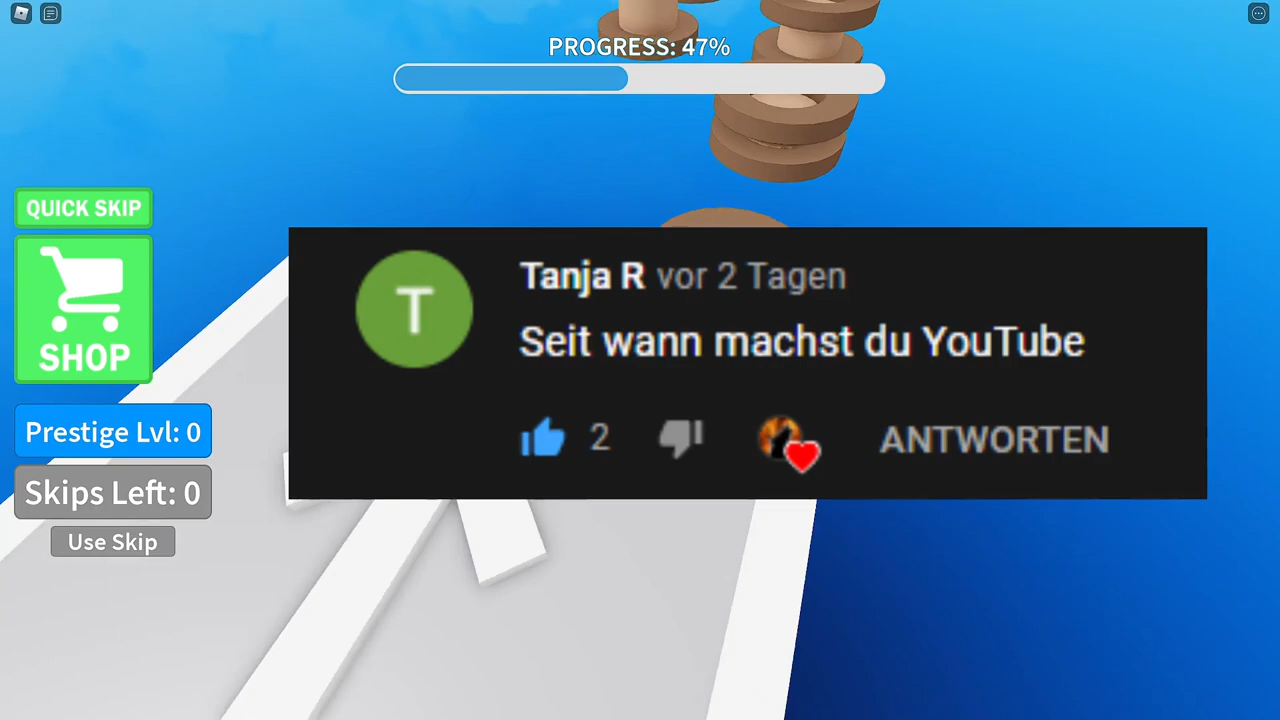 PROGRESS: 47%
QUICK SKIP
SHOP
Prestige Lvl: 0
Skips Left: 0
Use Skip
T
Tanja R vor 2 Tagen
Seit wann machst du YouTube
2
ANTWORTEN